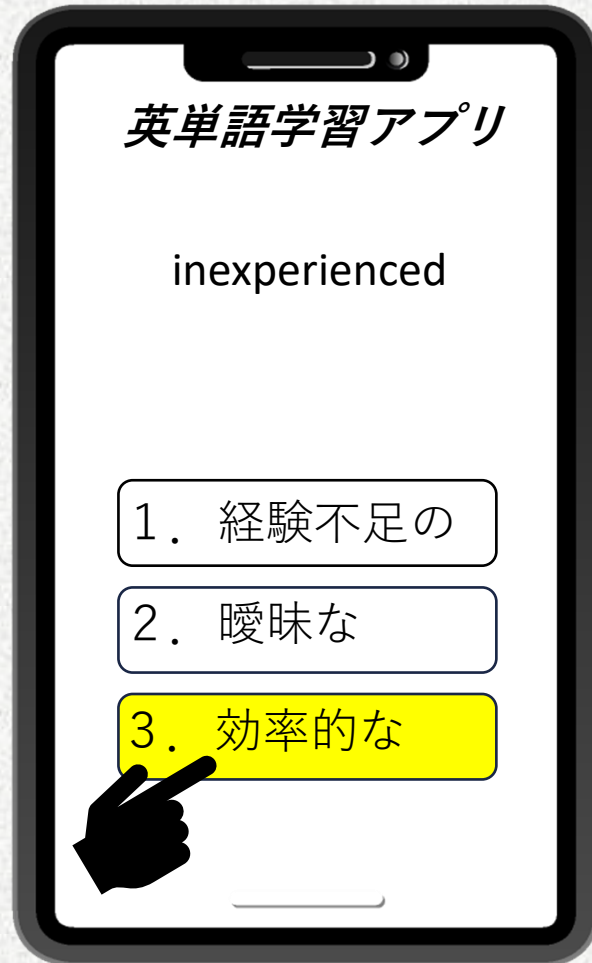 英単語学習アプリ
inexperienced
１．経験不足の
２．曖昧な
３．効率的な